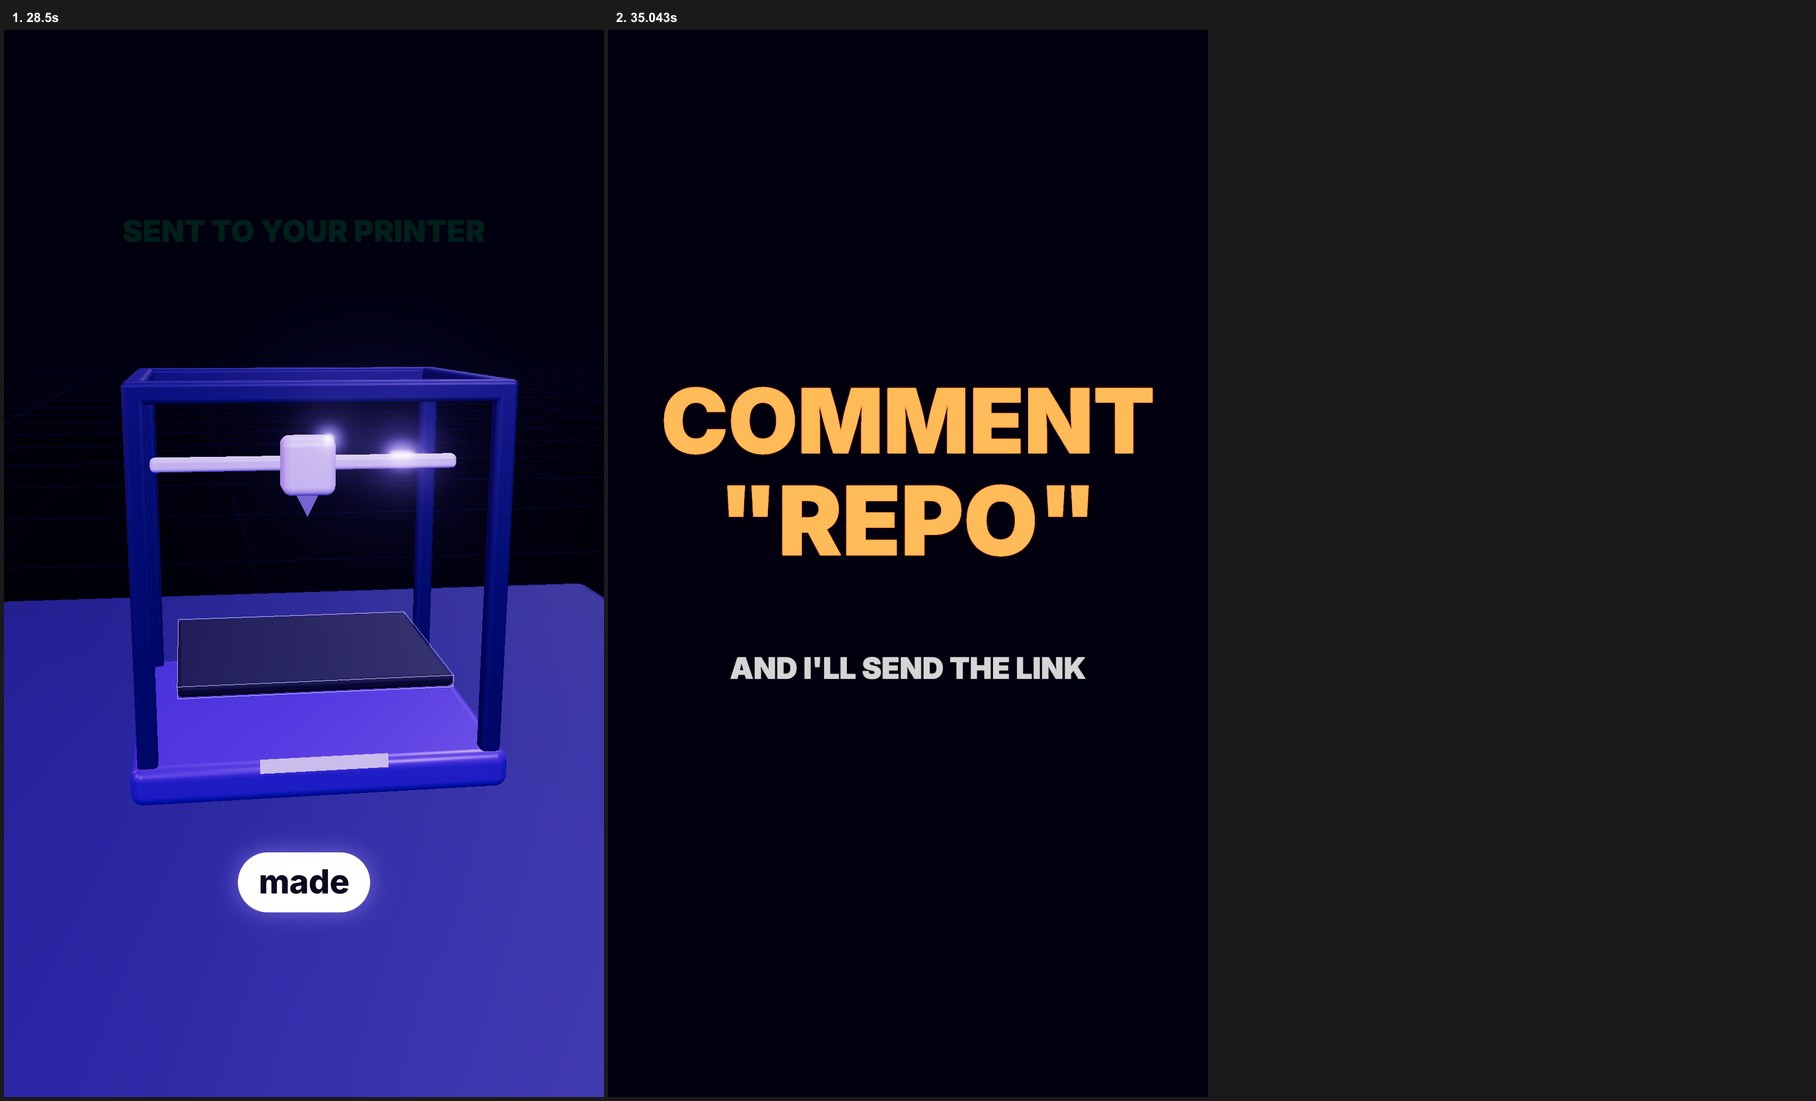 1. 28.5s
SENT TO YOUR PRINTER
made
2. 35.043s
COMMENT
"REPO"
AND I'LL SEND THE LINK